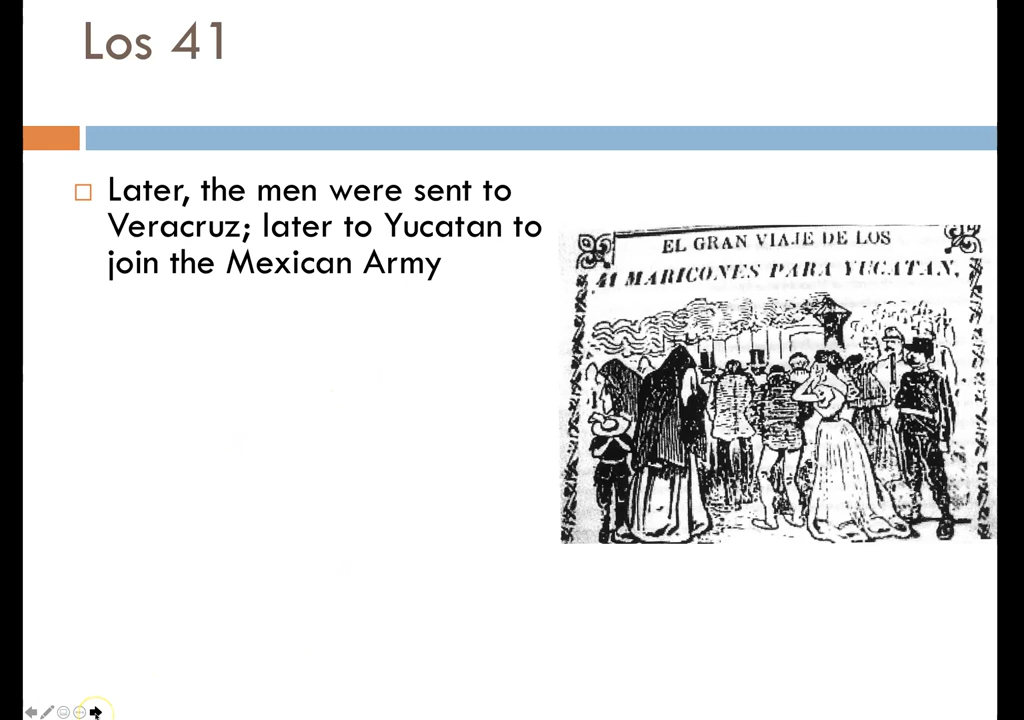 Los 41
Later, the men were sent to
Veracruz; later to Yucatan to
join the Mexican Army
EL GRAN VIAJE DE LOS
41 MARICONES PARA YUCATAN,